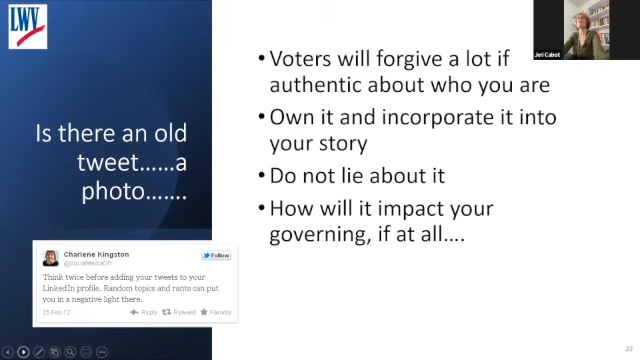 LWV
Jeri Cabot
Is there an old
tweet……a
photo…….
• Voters will forgive a lot if
authentic about who you are
• Own it and incorporate it into
your story
• Do not lie about it
• How will it impact your
governing, if at all….
Charlene Kingston
@SocialMediaDIY
Follow
Think twice before adding your tweets to your
LinkedIn profile. Random topics and rants can put
you in a negative light there.
25 Feb 12
Reply Retweet Favorite
22